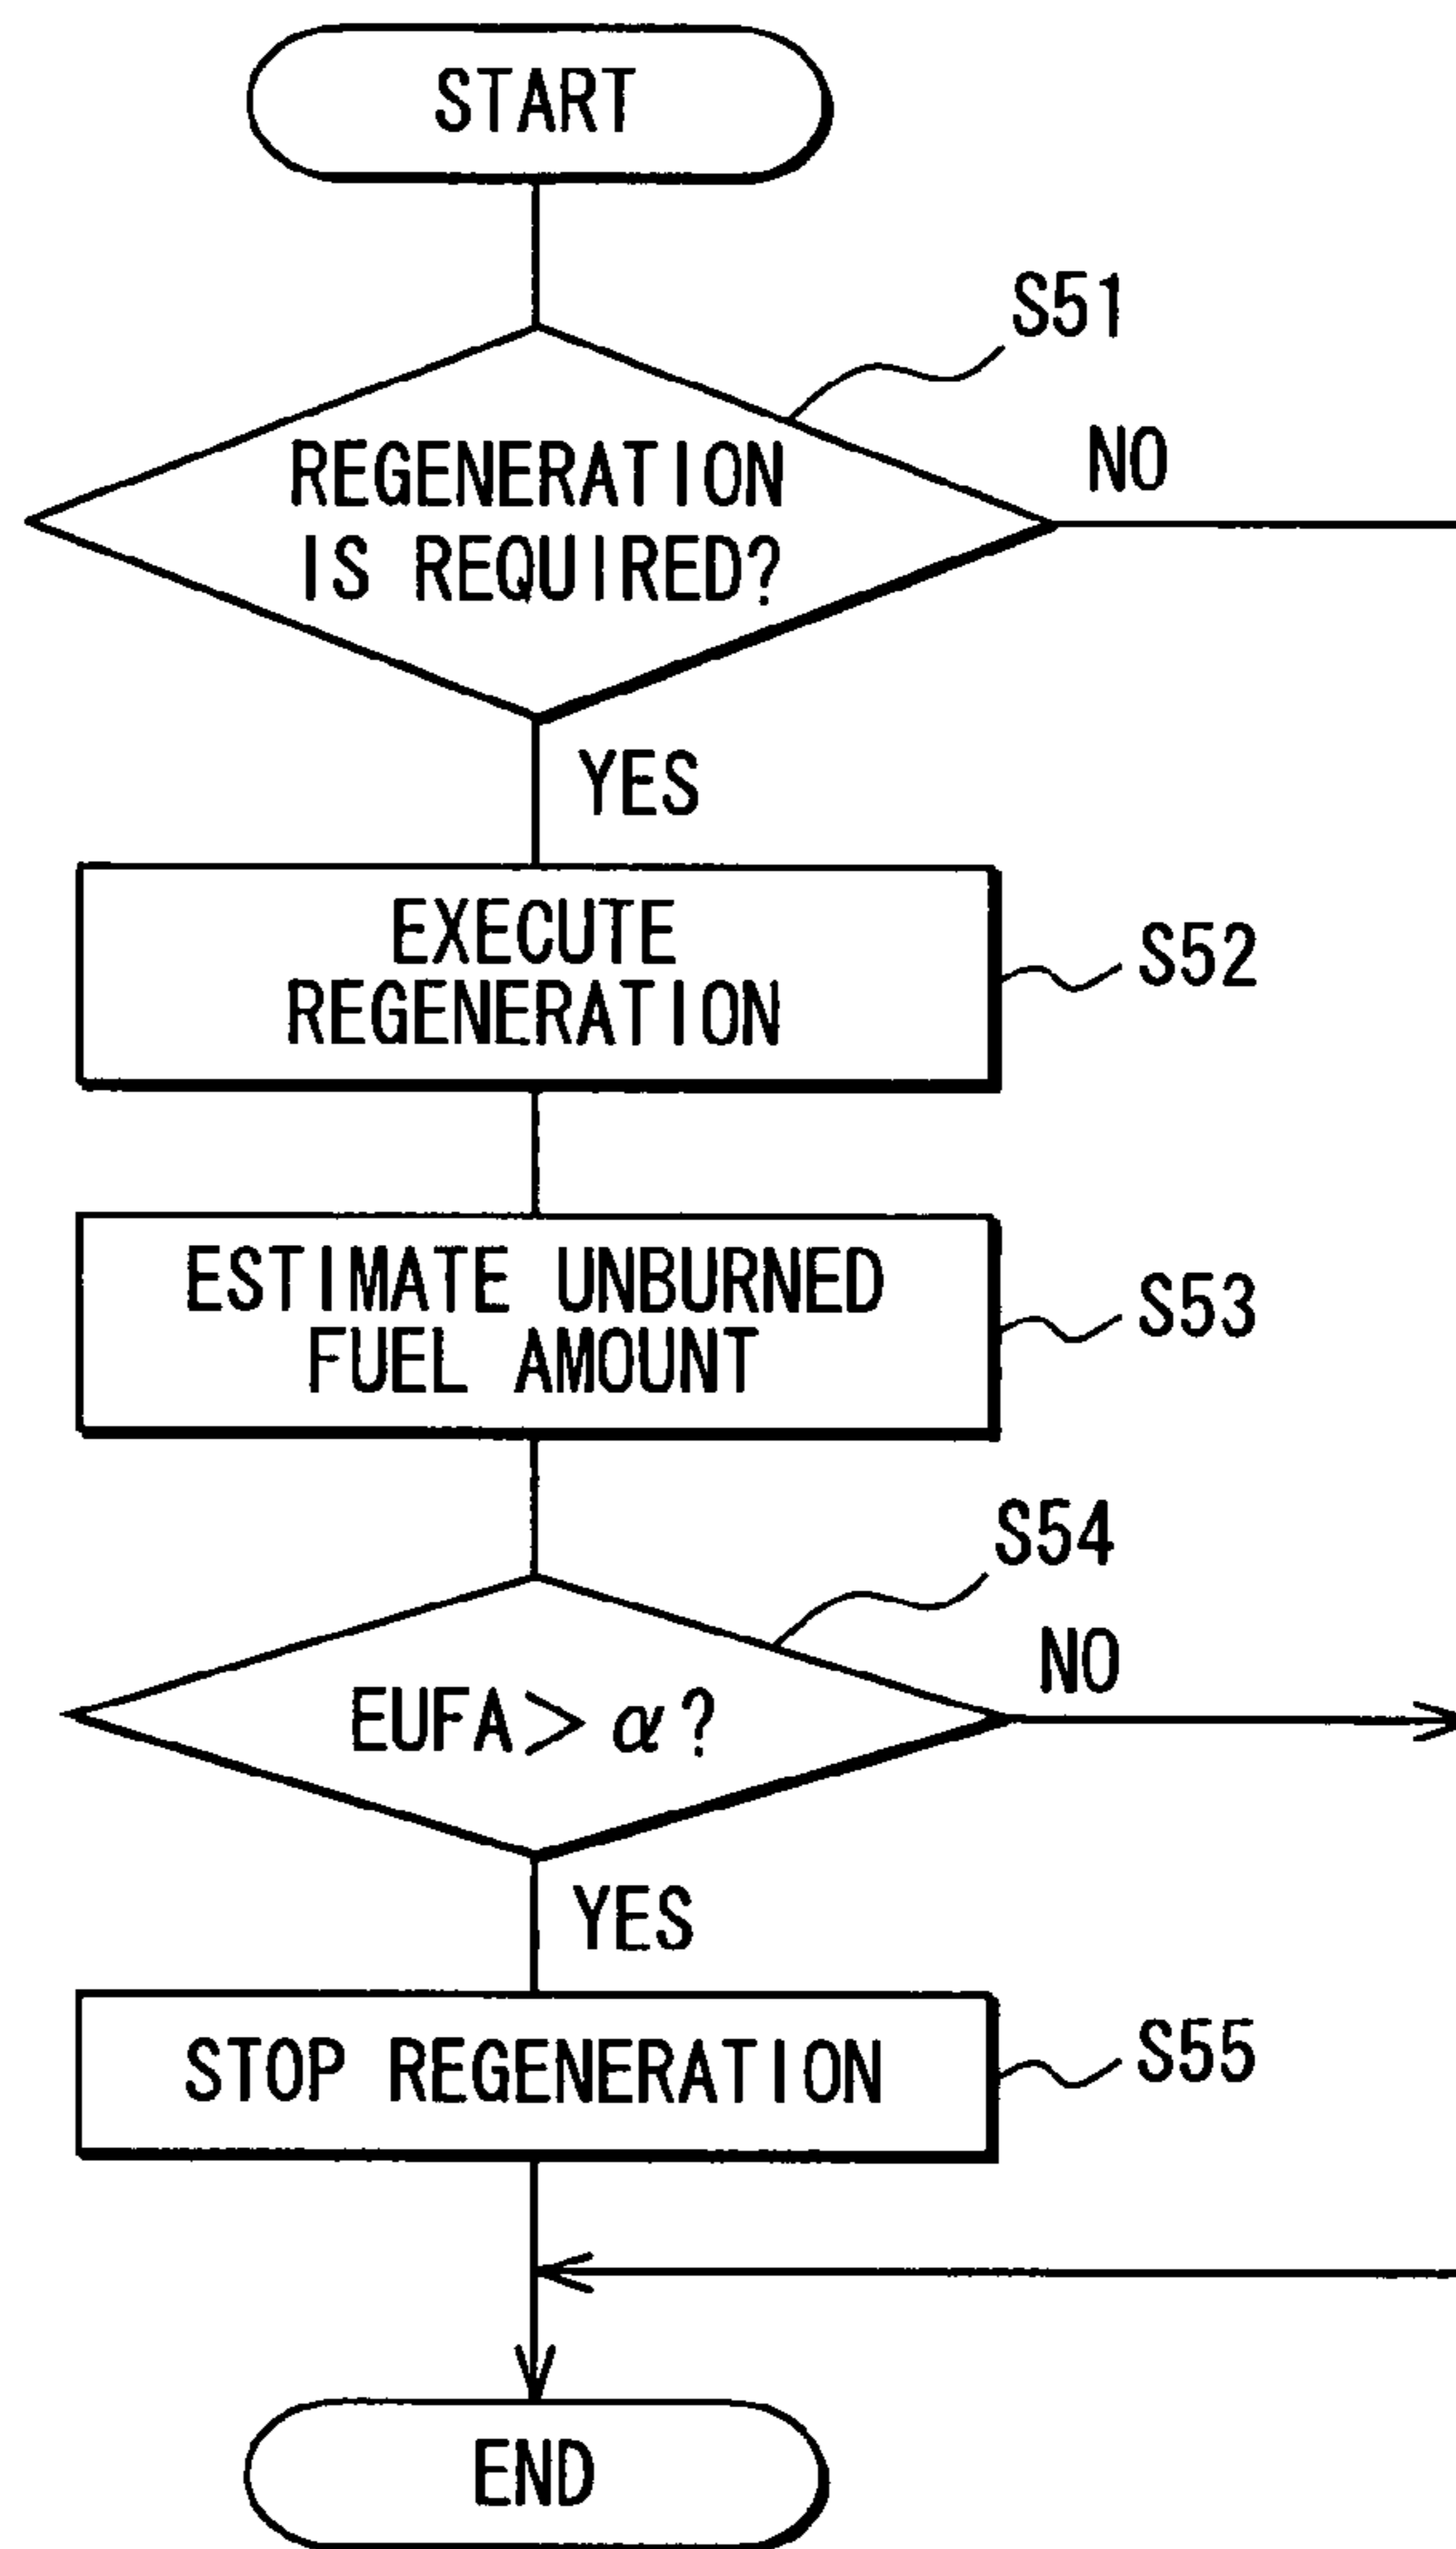 START
S51
REGENERATION
IS REQUIRED?
NO
YES
EXECUTE
REGENERATION
S52
ESTIMATE UNBURNED
FUEL AMOUNT
S53
S54
EUFA> α?
NO
YES
STOP REGENERATION
S55
END